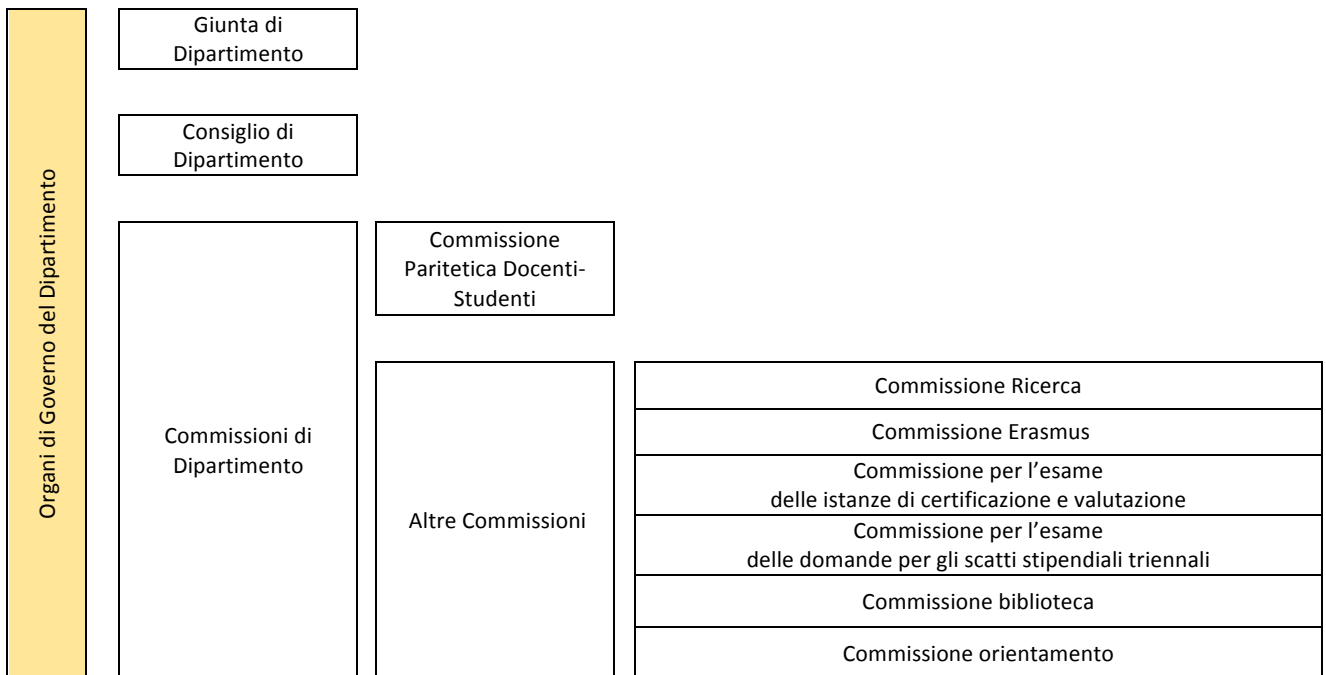 Organi di Governo del Dipartimento
Giunta di
Dipartimento
Consiglio di
Dipartimento
Commissioni di
Dipartimento
Commissione
Paritetica Docenti-
Studenti
Altre Commissioni
Commissione Ricerca
Commissione Erasmus
Commissione per l’esame
delle istanze di certificazione e valutazione
Commissione per l’esame
delle domande per gli scatti stipendiali triennali
Commissione biblioteca
Commissione orientamento